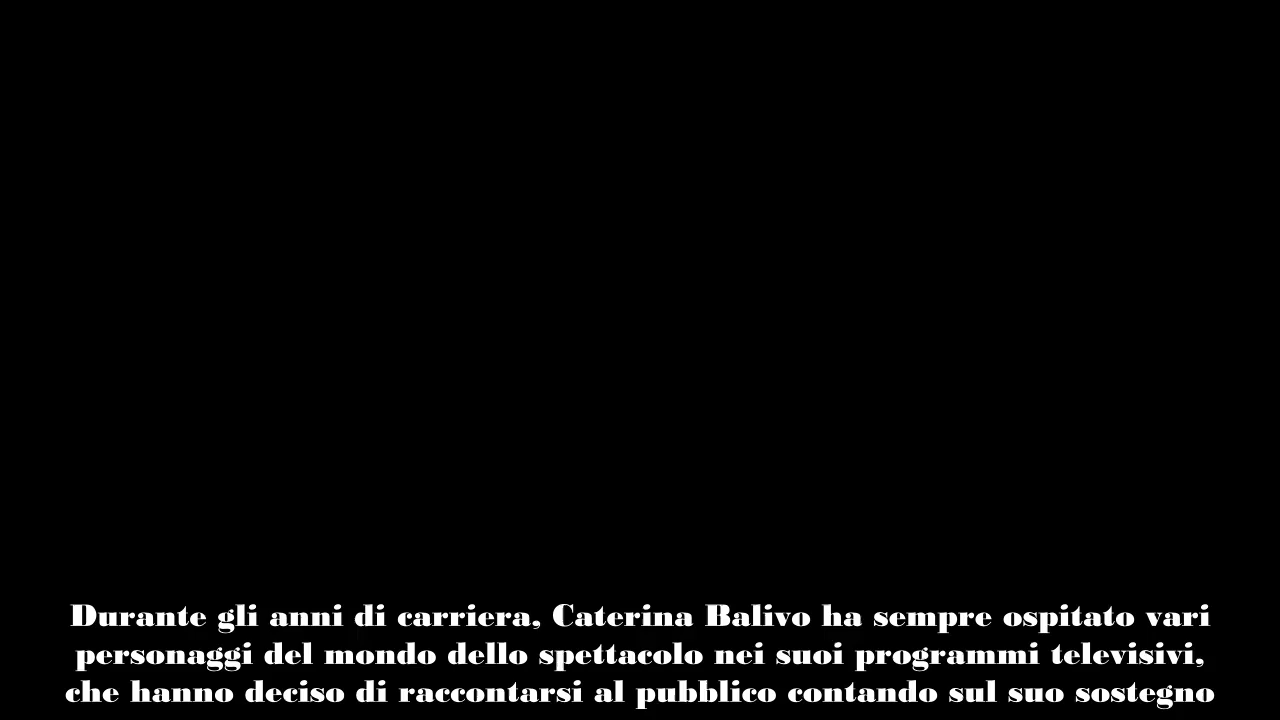 Durante gli anni di carriera, Caterina Balivo ha sempre ospitato vari
personaggi del mondo dello spettacolo nei suoi programmi televisivi,
che hanno deciso di raccontarsi al pubblico contando sul suo sostegno